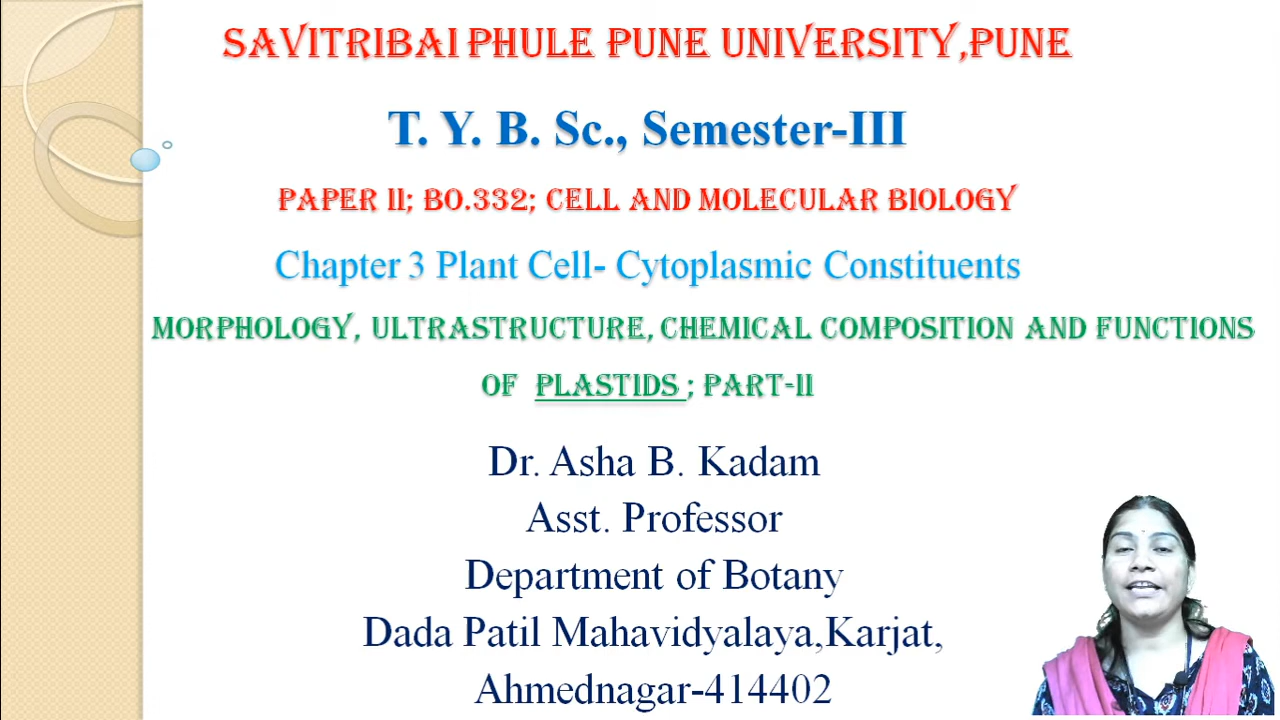 SAVITRIBAI PHULE PUNE UNIVERSITY,PUNE
T. Y. B. Sc., Semester-III
PAPER II; BO.332; CELL AND MOLECULAR BIOLOGY
Chapter 3 Plant Cell- Cytoplasmic Constituents
MORPHOLOGY, ULTRASTRUCTURE, CHEMICAL COMPOSITION AND FUNCTIONS
OF PLASTIDS ; PART-II
Dr. Asha B. Kadam
Asst. Professor
Department of Botany
Dada Patil Mahavidyalaya,Karjat,
Ahmednagar-414402